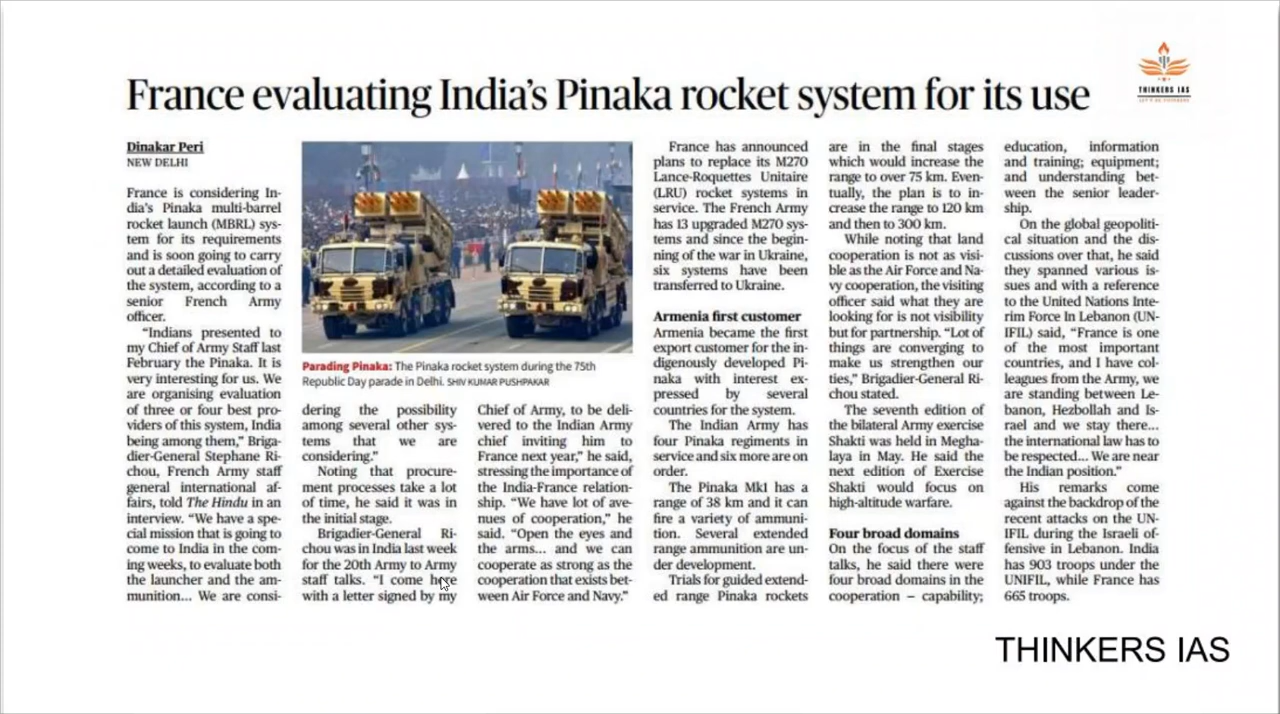 France evaluating India's Pinaka rocket system for its use
THINKERS IAS
LET'S BE THINKERS
Dinakar Peri
NEW DELHI
France is considering In-
dia's Pinaka multi-barrel
rocket launch (MBRL) sys-
tem for its requirements
and is soon going to carry
out a detailed evaluation of
the system, according to a
senior French Army
officer.
"Indians presented to
my Chief of Army Staff last
February the Pinaka. It is
very interesting for us. We
are organising evaluation
of three or four best pro-
viders of this system, India
being among them," Briga-
dier-General Stephane Ri-
chou, French Army staff
general international af-
fairs, told The Hindu in an
interview. "We have a spe-
cial mission that is going to
come to India in the com-
ing weeks, to evaluate both
the launcher and the am-
munition... We are consi-
Parading Pinaka: The Pinaka rocket system during the 75th
Republic Day parade in Delhi. SHIV KUMAR PUSHPAKAR
dering the possibility
among several other sys-
tems that we are
considering."
Noting that procure-
ment processes take a lot
of time, he said it was in
the initial stage.
Brigadier-General Ri-
chou was in India last week
for the 20th Army to Army
staff talks. "I come here
with a letter signed by my
Chief of Army, to be deli-
vered to the Indian Army
chief inviting him to
France next year," he said,
stressing the importance of
the India-France relation-
ship. "We have lot of ave-
nues of cooperation," he
said. "Open the eyes and
the arms... and we can
cooperate as strong as the
cooperation that exists bet-
ween Air Force and Navy."
France has announced
plans to replace its M270
Lance-Roquettes Unitaire
(LRU) rocket systems in
service. The French Army
has 13 upgraded M270 sys-
tems and since the begin-
ning of the war in Ukraine,
six systems have been
transferred to Ukraine.
Armenia first customer
Armenia became the first
export customer for the in-
digenously developed Pi-
naka with interest ex-
pressed by several
countries for the system.
The Indian Army has
four Pinaka regiments in
service and six more are on
order.
The Pinaka MkI has a
range of 38 km and it can
fire a variety of ammuni-
tion. Several extended
range ammunition are un-
der development.
Trials for guided extend-
ed range Pinaka rockets
are in the final stages
which would increase the
range to over 75 km. Even-
tually, the plan is to in-
crease the range to 120 km
and then to 300 km.
While noting that land
cooperation is not as visi-
ble as the Air Force and Na-
vy cooperation, the visiting
officer said what they are
looking for is not visibility
but for partnership. "Lot of
things are converging to
make us strengthen our
ties," Brigadier-General Ri-
chou stated.
The seventh edition of
the bilateral Army exercise
Shakti was held in Megha-
laya in May. He said the
next edition of Exercise
Shakti would focus on
high-altitude warfare.
Four broad domains
On the focus of the staff
talks, he said there were
four broad domains in the
cooperation – capability;
education, information
and training; equipment;
and understanding bet-
ween the senior leader-
ship.
On the global geopoliti-
cal situation and the dis-
cussions over that, he said
they spanned various is-
sues and with a reference
to the United Nations Inte-
rim Force In Lebanon (UN-
IFIL) said, "France is one
of the most important
countries, and I have col-
leagues from the Army, we
are standing between Le-
banon, Hezbollah and Is-
rael and we stay there...
the international law has to
be respected... We are near
the Indian position."
His remarks come
against the backdrop of the
recent attacks on the UN-
IFIL during the Israeli of-
fensive in Lebanon. India
has 903 troops under the
UNIFIL, while France has
665 troops.
THINKERS IAS